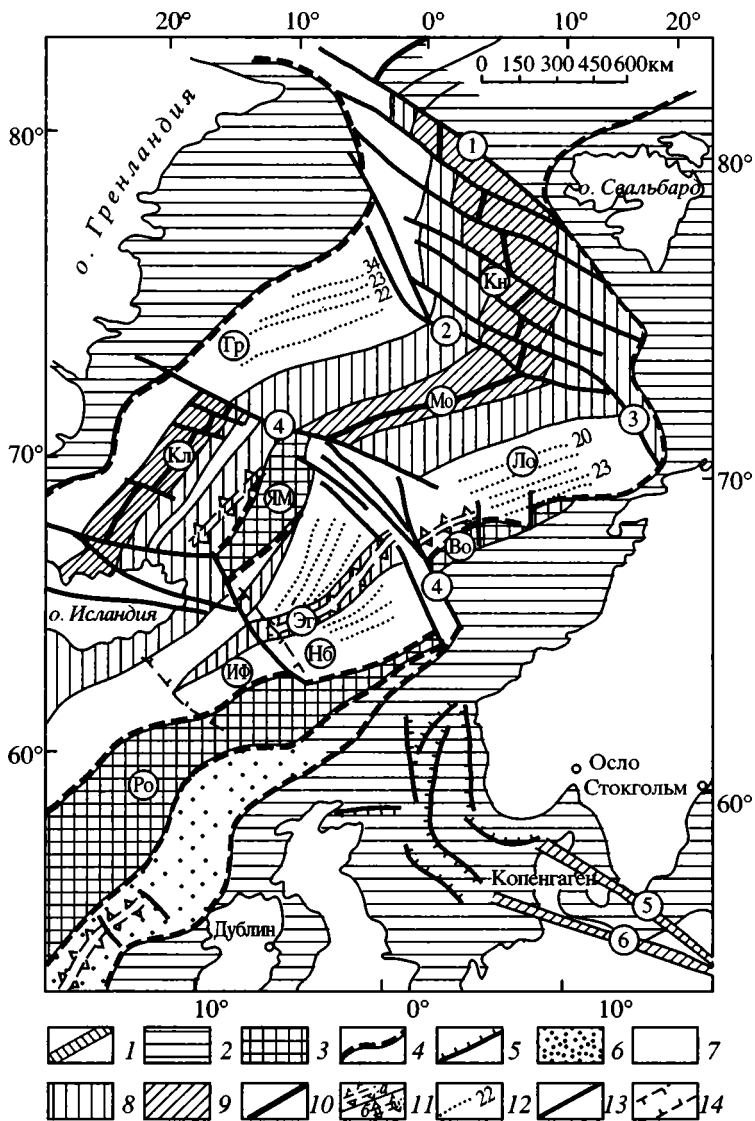 20° 10° 0° 10° 20°
0 150 300 450 600км
80° 80°
о. Гренландия
1
о. Свальбард
34
23
22
Кн
Гр
2
Мо
4
3
Кл
70° 70°
20
Ло
23
ЯМ
Во
4
о. Исландия
Эг
Нб
ИФ
60° 60°
Ро
Осло
Стокгольм
Копенгаген
5
Дублин
6
10° 0° 10°
1 2 3 4 5 6 7
8 9 10 а б 11 22 12 13 14